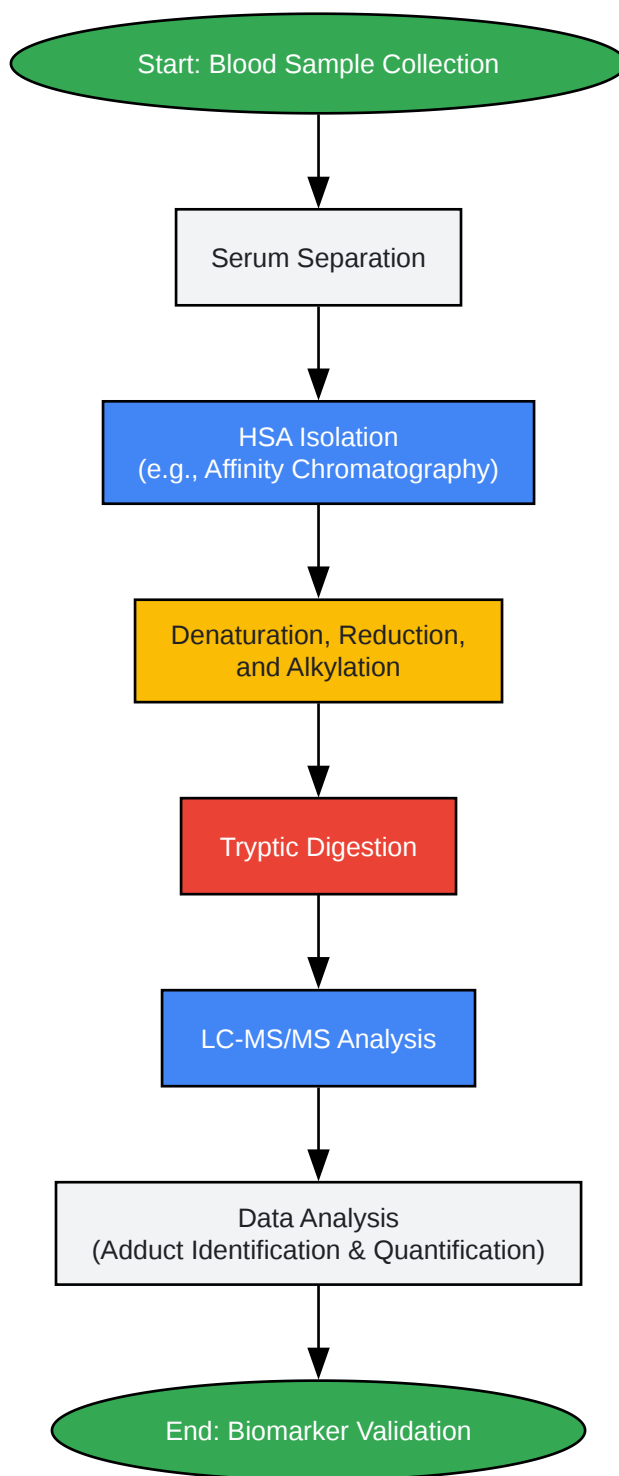 Start: Blood Sample Collection
Serum Separation
HSA Isolation
(e.g., Affinity Chromatography)
Denaturation, Reduction,
and Alkylation
Tryptic Digestion
LC-MS/MS Analysis
Data Analysis
(Adduct Identification & Quantification)
End: Biomarker Validation